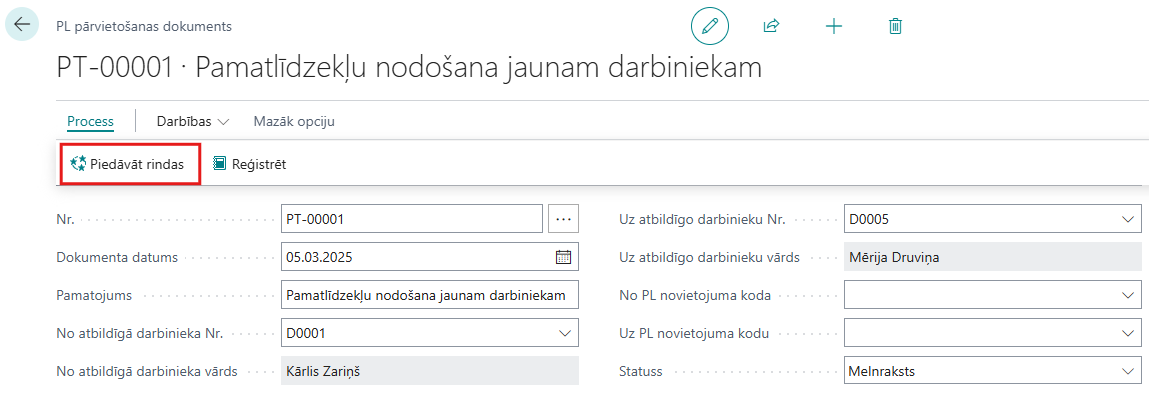 PL pārvietošanas dokuments
PT-00001 · Pamatlīdzekļu nodošana jaunam darbiniekam
Process Darbības Mazāk opciju
Piedāvāt rindas Reģistrēt
Nr. PT-00001
Dokumenta datums 05.03.2025
Pamatojums Pamatlīdzekļu nodošana jaunam darbiniekam
No atbildīgā darbinieka Nr. D0001
No atbildīgā darbinieka vārds Kārlis Zariņš
Uz atbildīgo darbinieku Nr. D0005
Uz atbildīgo darbinieku vārds Mērija Druviņa
No PL novietojuma koda
Uz PL novietojuma kodu
Statuss Melnraksts